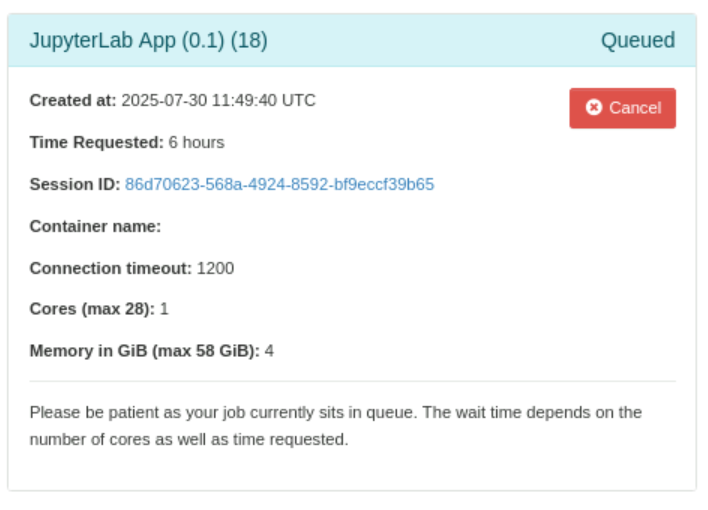 JupyterLab App (0.1) (18) Queued
Created at: 2025-07-30 11:49:40 UTC
Cancel
Time Requested: 6 hours
Session ID: 86d70623-568a-4924-8592-bf9eccf39b65
Container name:
Connection timeout: 1200
Cores (max 28): 1
Memory in GiB (max 58 GiB): 4
Please be patient as your job currently sits in queue. The wait time depends on the
number of cores as well as time requested.